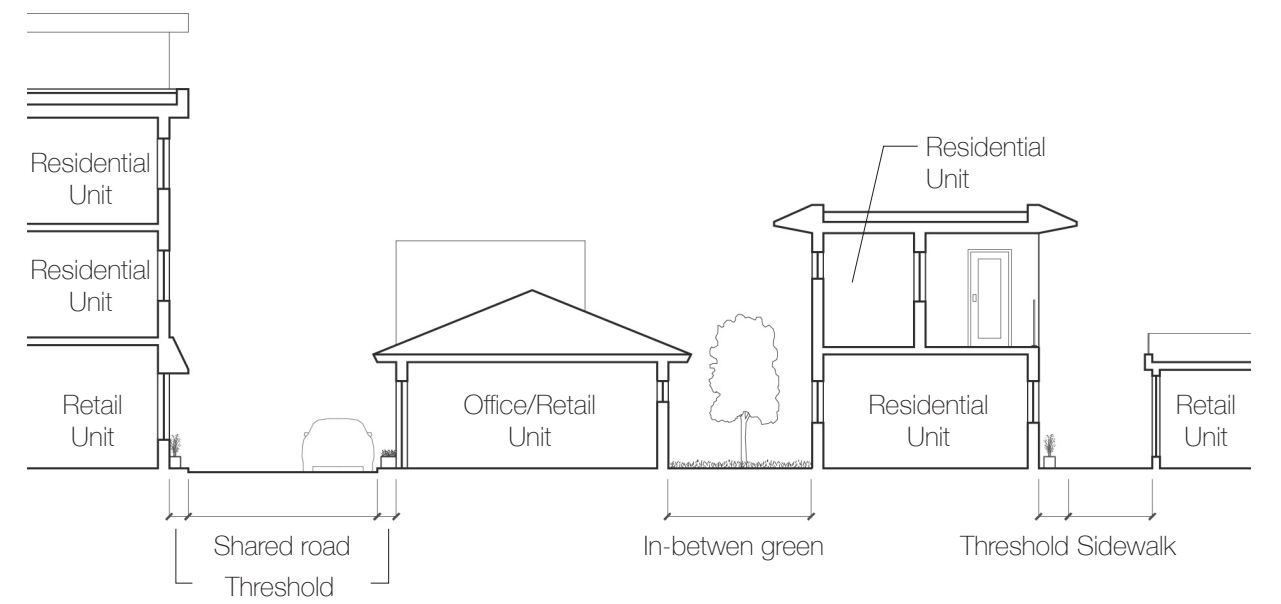 Residential
Unit
Residential
Unit
Residential
Unit
Retail
Unit
Office/Retail
Unit
Residential
Unit
Retail
Unit
Shared road
In-betwen green
Threshold Sidewalk
Threshold